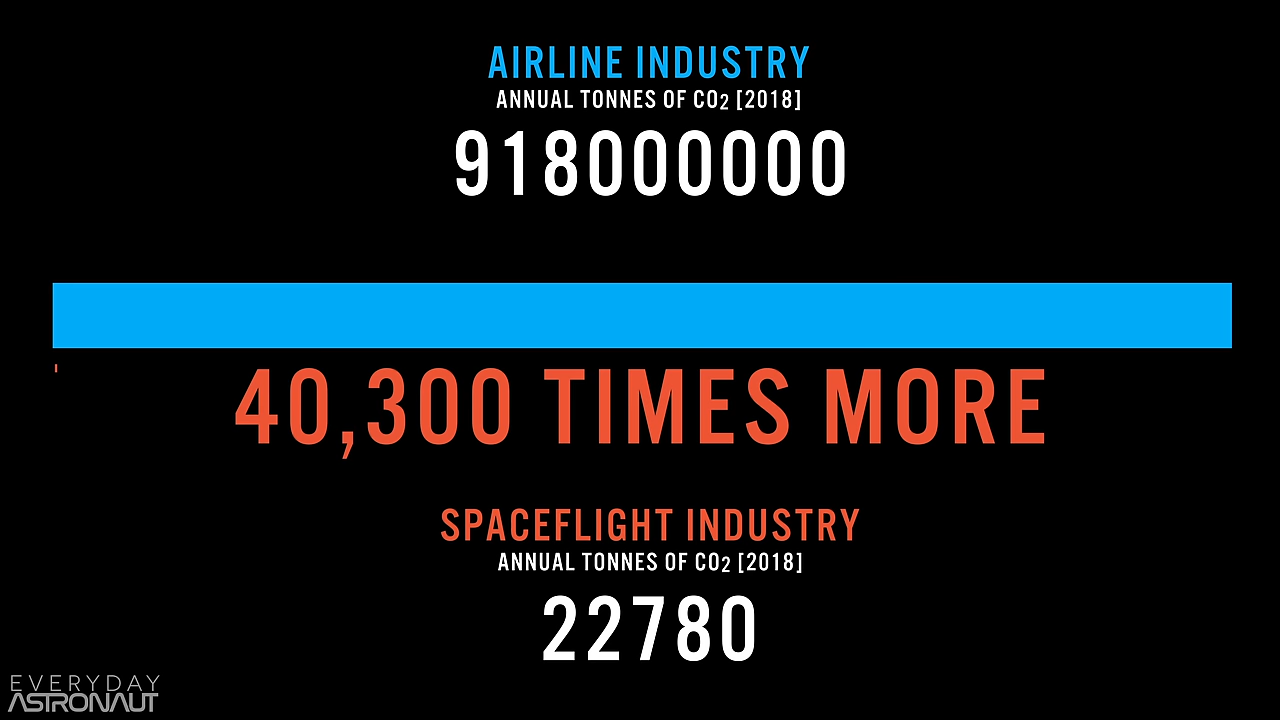 AIRLINE INDUSTRY
ANNUAL TONNES OF CO2 [2018]
918000000
40,300 TIMES MORE
SPACEFLIGHT INDUSTRY
ANNUAL TONNES OF CO2 [2018]
22780
EVERYDAY
ASTRONAUT